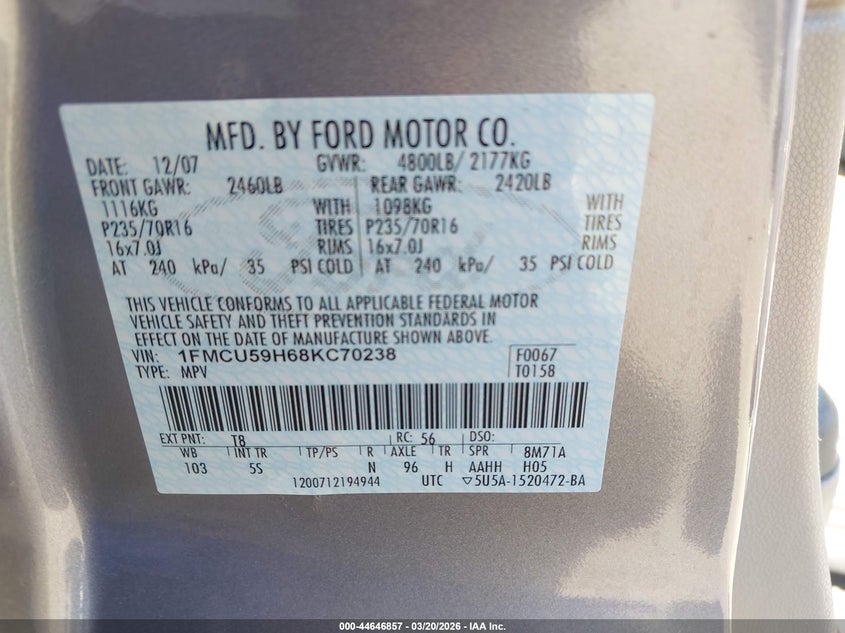 MFD. BY FORD MOTOR CO.
DATE: 12/07 GVWR: 4800LB/ 2177KG
FRONT GAWR: 2460LB REAR GAWR: 2420LB
1116KG WITH 1098KG WITH
P235/70R16 TIRES P235/70R16 TIRES
16x7.0J RIMS 16x7.0J RIMS
AT 240 kPa/ 35 PSI COLD AT 240 kPa/ 35 PSI COLD
THIS VEHICLE CONFORMS TO ALL APPLICABLE FEDERAL MOTOR
VEHICLE SAFETY AND THEFT PREVENTION STANDARDS IN
EFFECT ON THE DATE OF MANUFACTURE SHOWN ABOVE.
VIN: 1FMCU59H68KC70238 F0067
TYPE: MPV T0158
EXT PNT: T8 RC: 56 DSO:
WB INT TR TP/PS R AXLE TR SPR 8M71A
103 5S N 96 H AAHH H05
1200712194944 UTC ▽5U5A-1520472-BA
000-44646857 | 03/20/2026 | IAA Inc.